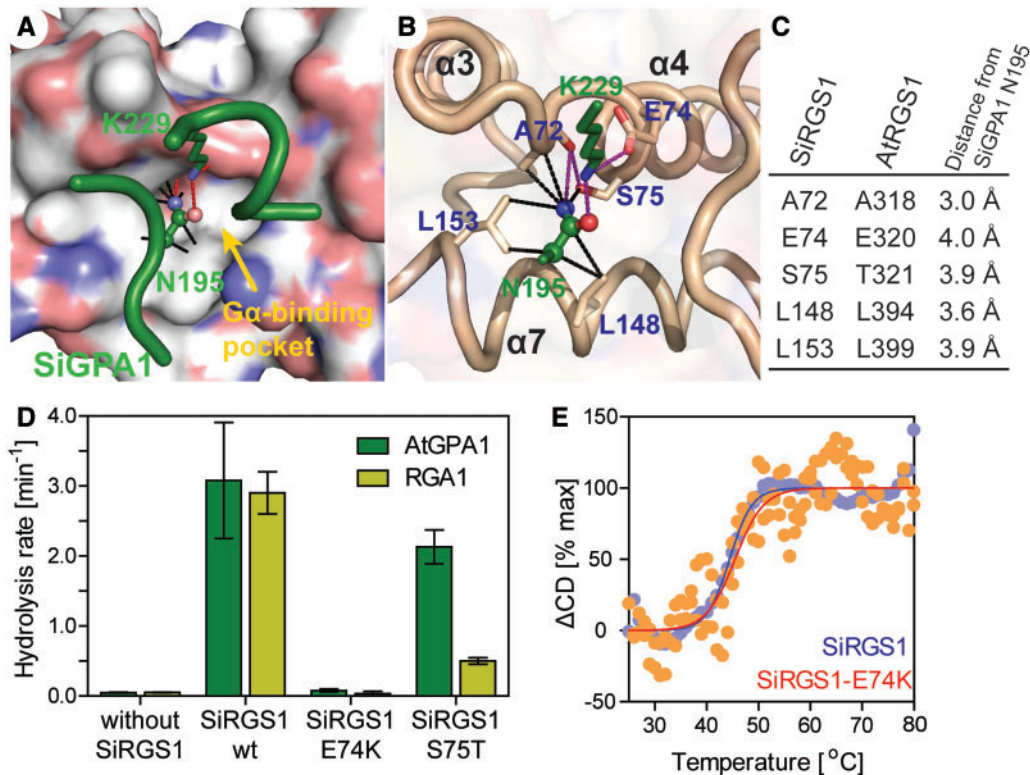 A
K229
N195
Gα-binding
pocket
SiGPA1
B
α3
α4
K229
E74
A72
S75
L153
N195
L148
α7
C
SiRGS1
AtRGS1
Distance from
SiGPA1 N195
A72 A318 3.0 Å
E74 E320 4.0 Å
S75 T321 3.9 Å
L148 L394 3.6 Å
L153 L399 3.9 Å
D
Hydrolysis rate [min-1]
4.0
3.0
2.0
1.0
0.0
AtGPA1
RGA1
without
SiRGS1
SiRGS1
wt
SiRGS1
E74K
SiRGS1
S75T
E
ΔCD [% max]
150
100
50
0
-50
SiRGS1
SiRGS1-E74K
30 40 50 60 70 80
Temperature [°C]